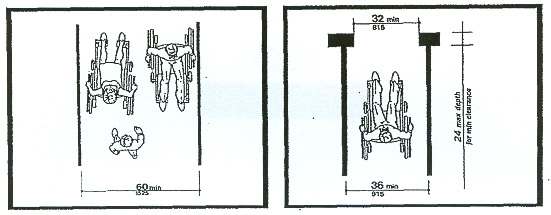 60 min
1525
32 min
815
24 max depth
for min clearance
36 min
915